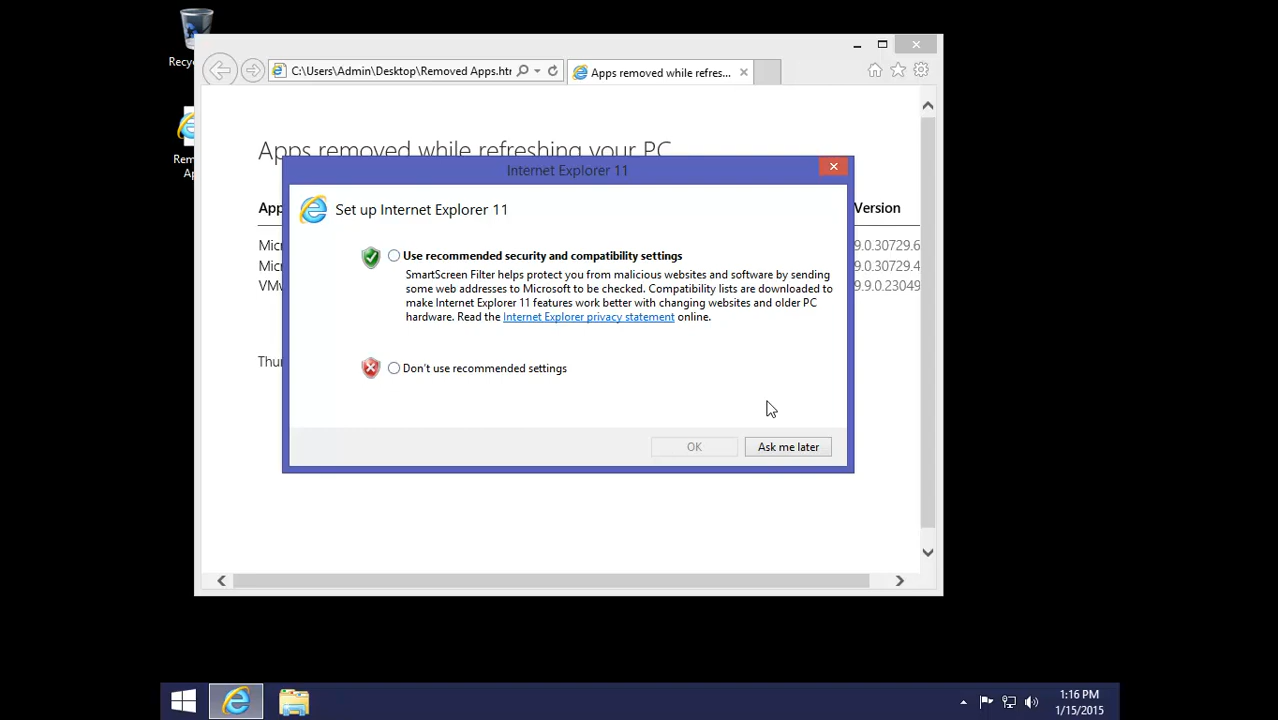 Recy
Rem
Ap
C:\Users\Admin\Desktop\Removed Apps.htr
Apps removed while refres...
Apps removed while refreshing your PC
App
Version
Micr
9.0.30729.6
Micr
9.0.30729.4
VMw
9.9.0.23049
Thur
Internet Explorer 11
Set up Internet Explorer 11
Use recommended security and compatibility settings
SmartScreen Filter helps protect you from malicious websites and software by sending
some web addresses to Microsoft to be checked. Compatibility lists are downloaded to
make Internet Explorer 11 features work better with changing websites and older PC
hardware. Read the Internet Explorer privacy statement online.
Don't use recommended settings
OK
Ask me later
1:16 PM
1/15/2015